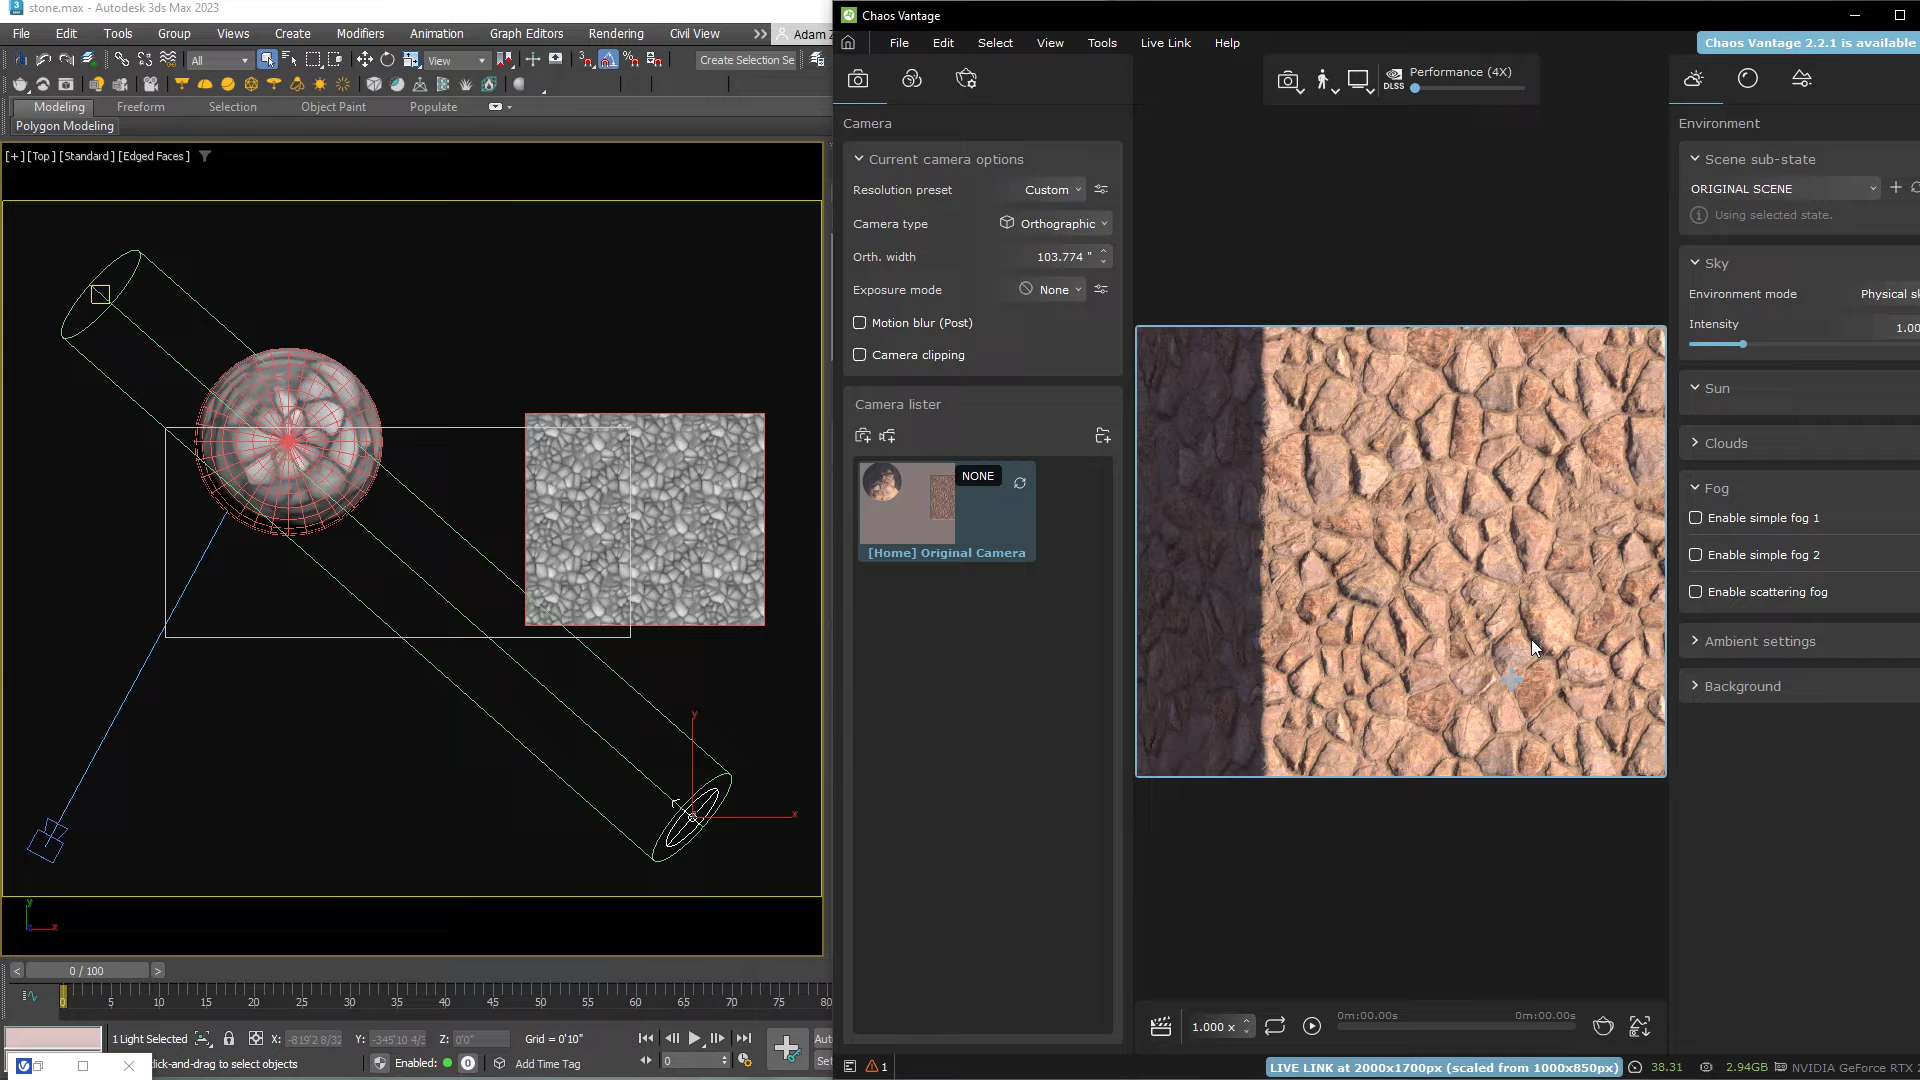 stone.max - Autodesk 3ds Max 2023
File Edit Tools Group Views Create Modifiers Animation Graph Editors Rendering Civil View Adam Z
All View Create Selection Se
Modeling Freeform Selection Object Paint Populate
Polygon Modeling
[+] [Top] [Standard] [Edged Faces]
y
x
y
x
0 / 100
0 5 10 15 20 25 30 35 40 45 50 55 60 65 70 75 80
1 Light Selected X: Y: Z: 0'0" Grid = 0'10" Aut
click-and-drag to select objects Enabled: 0 Add Time Tag 0 Set
Chaos Vantage
File Edit Select View Tools Live Link Help Chaos Vantage 2.2.1 is available
DLSS Performance (4X)
Camera
Current camera options
Resolution preset Custom
Camera type Orthographic
Orth. width 103.774 "
Exposure mode None
Motion blur (Post)
Camera clipping
Camera lister
NONE
[Home] Original Camera
Environment
Scene sub-state
ORIGINAL SCENE
Using selected state.
Sky
Environment mode Physical sk
Intensity 1.00
Sun
Clouds
Fog
Enable simple fog 1
Enable simple fog 2
Enable scattering fog
Ambient settings
Background
1.000 x 0m:00.00s 0m:00.00s
1 LIVE LINK at 2000x1700px (scaled from 1000x850px) 38.31 2.94GB NVIDIA GeForce RTX